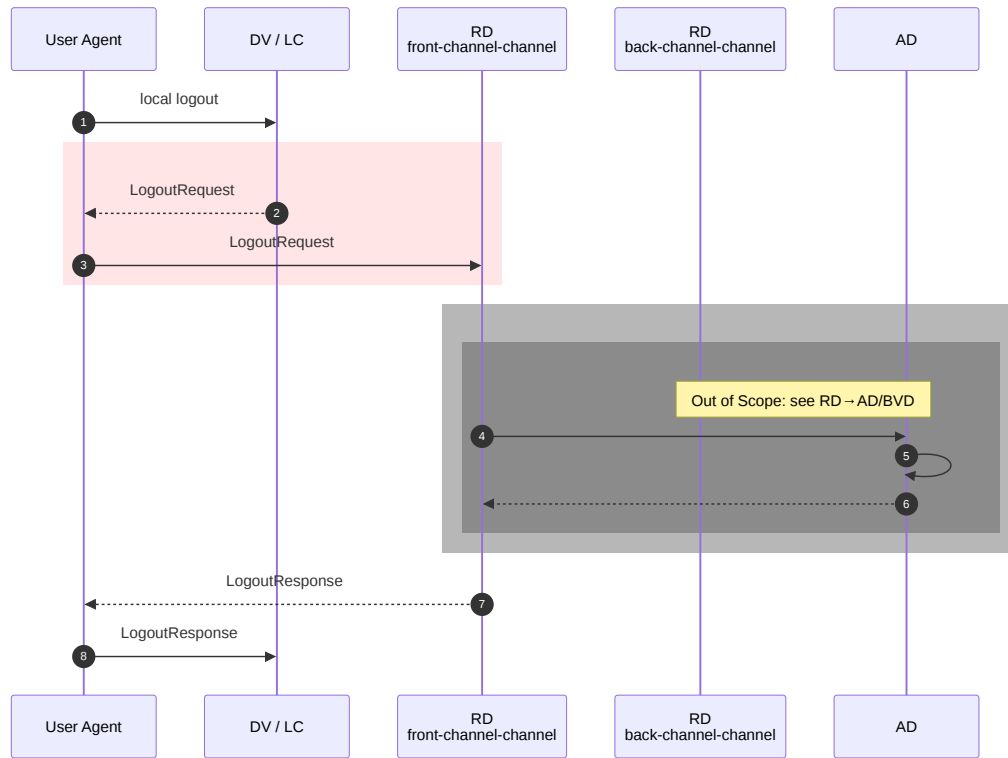 User Agent
DV / LC
RD
front-channel-channel
RD
back-channel-channel
AD
local logout
1
LogoutRequest
2
LogoutRequest
3
Out of Scope: see RD→AD/BVD
4
5
6
LogoutResponse
7
LogoutResponse
8
User Agent
DV / LC
RD
front-channel-channel
RD
back-channel-channel
AD